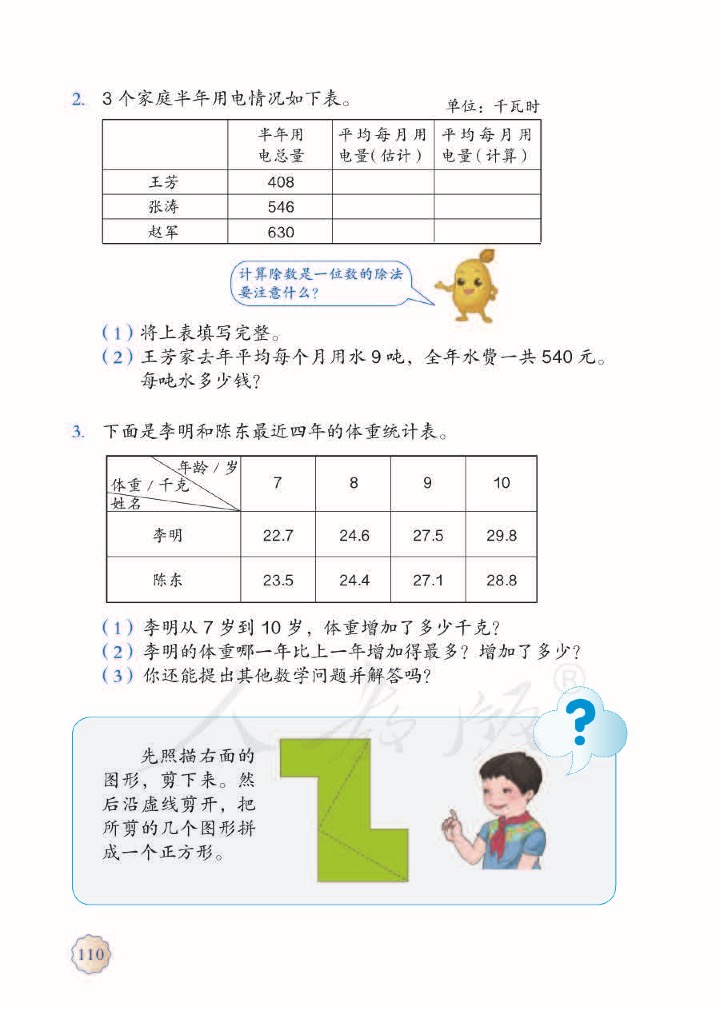 2. 3 个家庭半年用电情况如下表。
单位：千瓦时
半年用 平均每月用 平均每月用
电总量 电量(估计) 电量(计算)
王芳 408
张涛 546
赵军 630
计算除数是一位数的除法
要注意什么？
(1) 将上表填写完整。
(2) 王芳家去年平均每个月用水 9 吨，全年水费一共 540 元。
每吨水多少钱？
3. 下面是李明和陈东最近四年的体重统计表。
年龄/岁
体重/千克 7 8 9 10
姓名
李明 22.7 24.6 27.5 29.8
陈东 23.5 24.4 27.1 28.8
(1) 李明从 7 岁到 10 岁，体重增加了多少千克？
(2) 李明的体重哪一年比上一年增加得最多？增加了多少？
(3) 你还能提出其他数学问题并解答吗？
人教版®
?
先照描右面的
图形，剪下来。然
后沿虚线剪开，把
所剪的几个图形拼
成一个正方形。
110